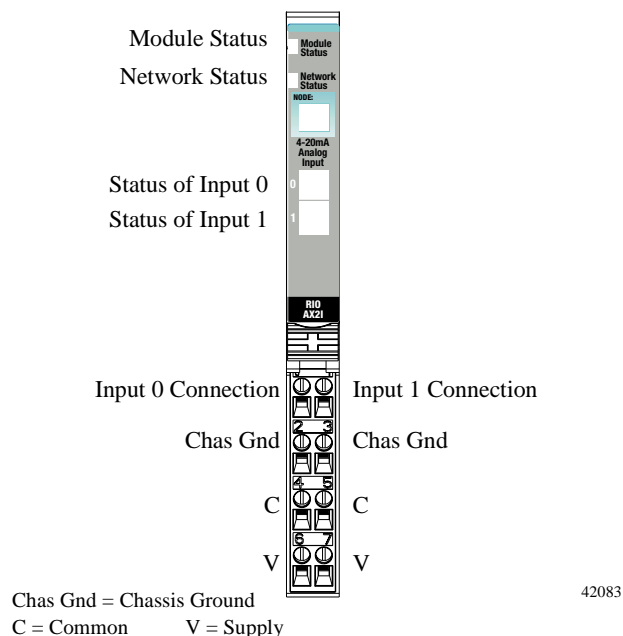 Module Status
Module
Status
Network Status
Network
Status
NODE:
4-20mA
Analog
Input
Status of Input 0
0
Status of Input 1
1
RIO
AX2I
Input 0 Connection
Input 1 Connection
2 3
Chas Gnd
Chas Gnd
4 5
C
C
6 7
V
V
42083
Chas Gnd = Chassis Ground
C = Common V = Supply